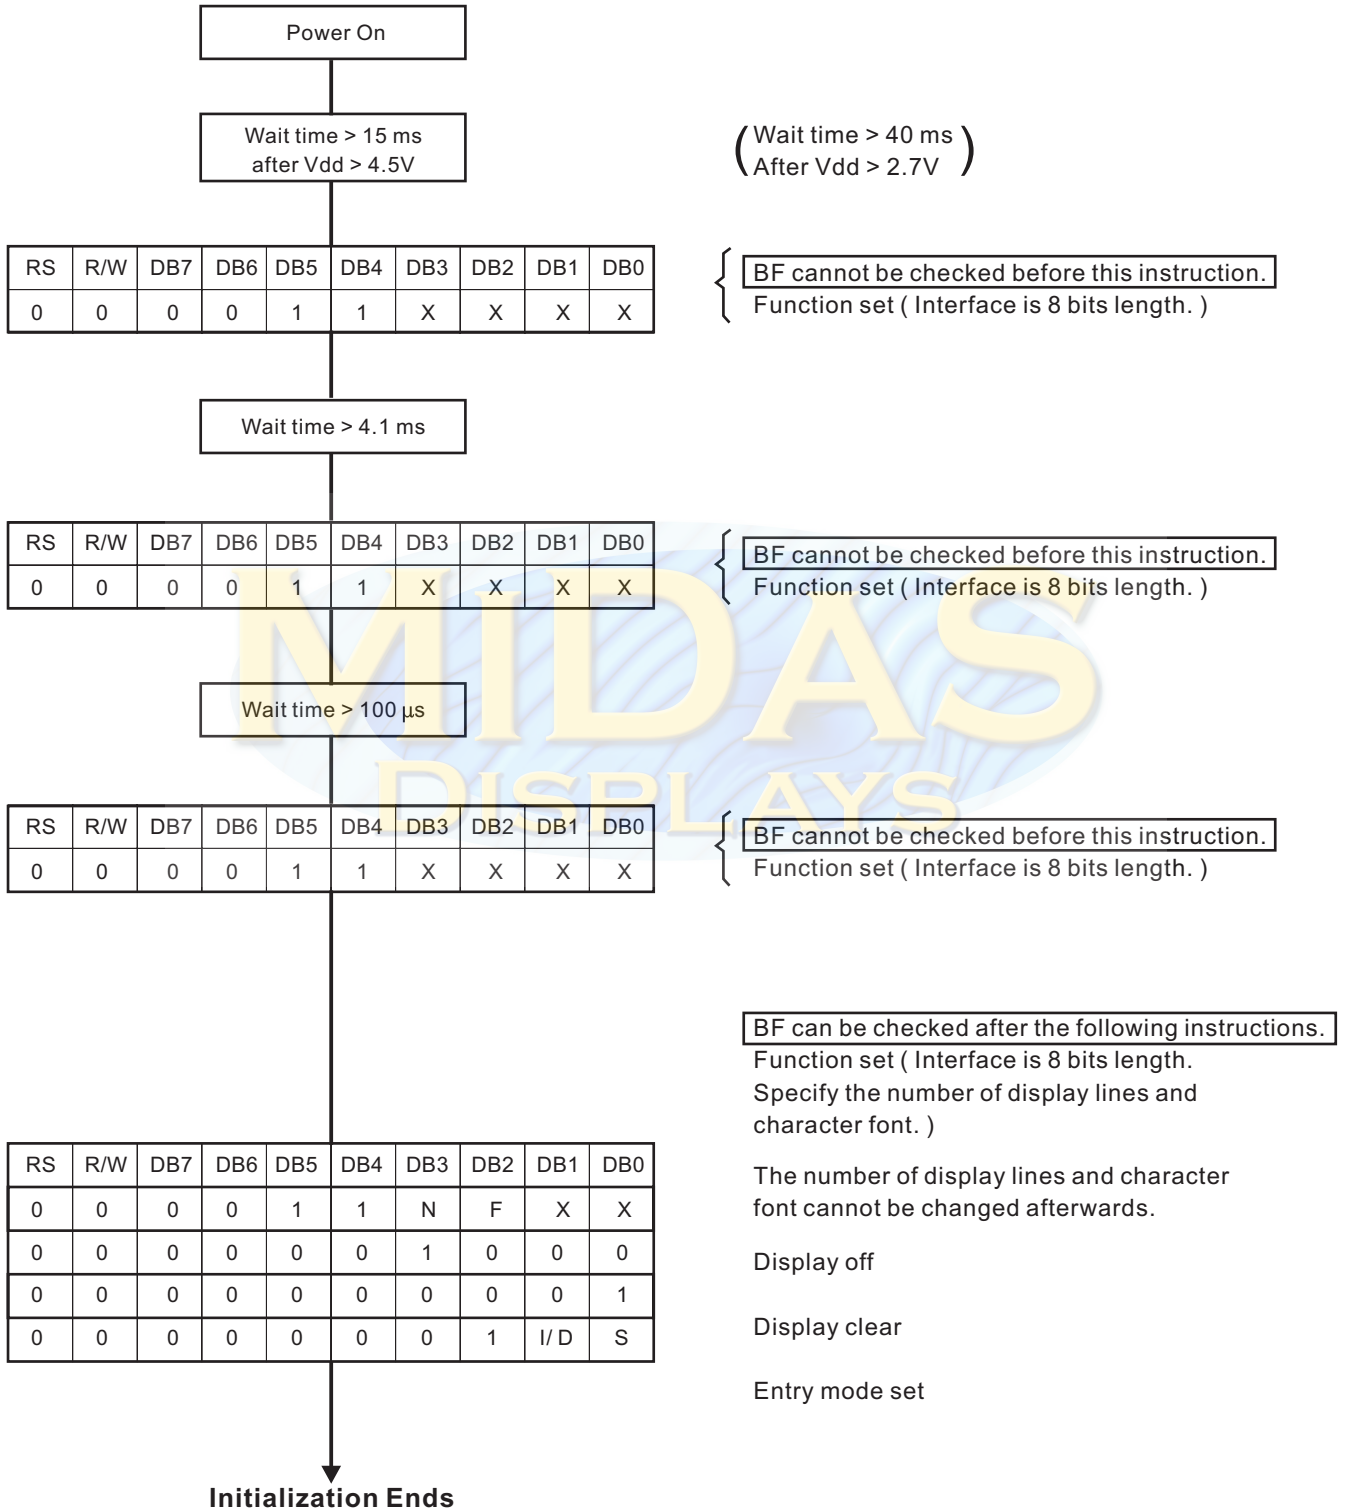 Power On
Wait time > 15 ms
after Vdd > 4.5V
( Wait time > 40 ms
After Vdd > 2.7V )
RS R/W DB7 DB6 DB5 DB4 DB3 DB2 DB1 DB0
0 0 0 0 1 1 X X X X
BF cannot be checked before this instruction.
Function set ( Interface is 8 bits length. )
Wait time > 4.1 ms
RS R/W DB7 DB6 DB5 DB4 DB3 DB2 DB1 DB0
0 0 0 0 1 1 X X X X
BF cannot be checked before this instruction.
Function set ( Interface is 8 bits length. )
MIDAS
DISPLAYS
Wait time > 100 μs
RS R/W DB7 DB6 DB5 DB4 DB3 DB2 DB1 DB0
0 0 0 0 1 1 X X X X
BF cannot be checked before this instruction.
Function set ( Interface is 8 bits length. )
BF can be checked after the following instructions.
Function set ( Interface is 8 bits length.
Specify the number of display lines and
character font. )
The number of display lines and character
font cannot be changed afterwards.
Display off
Display clear
Entry mode set
RS R/W DB7 DB6 DB5 DB4 DB3 DB2 DB1 DB0
0 0 0 0 1 1 N F X X
0 0 0 0 0 0 1 0 0 0
0 0 0 0 0 0 0 0 0 1
0 0 0 0 0 0 0 1 I/D S
Initialization Ends